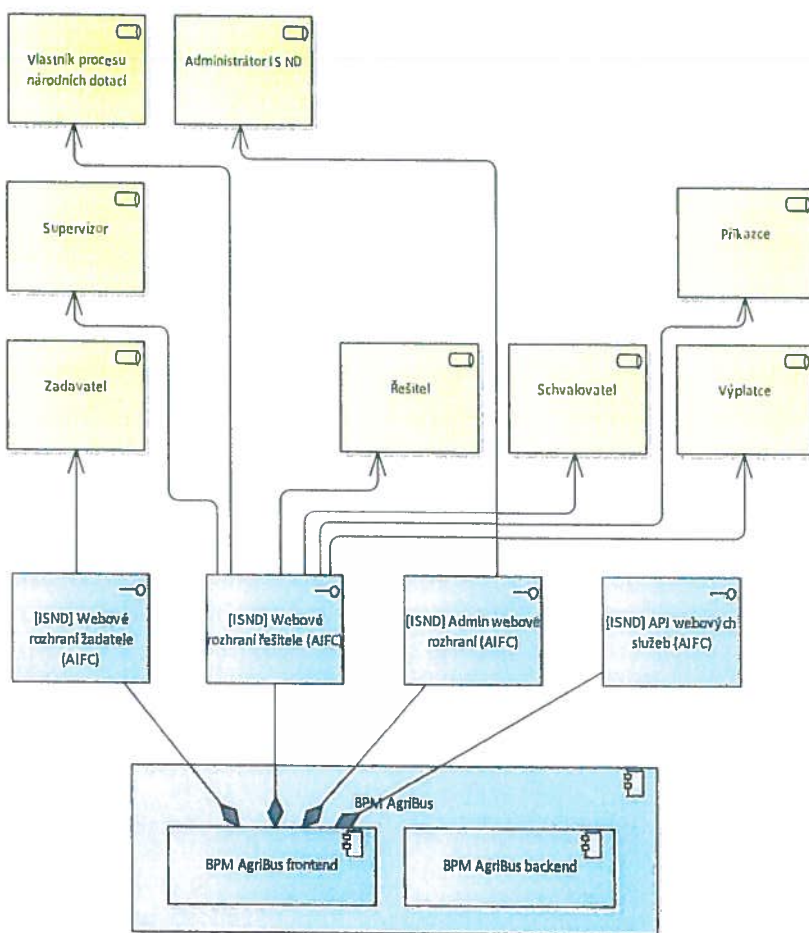 Vlastník procesu
národních dotací
Administrátor IS ND
Supervizor
Příkazce
Zadavatel
Řešitel
Schvalovatel
Výplatce
[ISND] Webové
rozhraní žadatele
(AIFC)
[ISND] Webové
rozhraní řešitele (AIFC)
[ISND] Admin webové
rozhraní (AIFC)
[ISND] API webových
služeb (AIFC)
BPM AgriBus
BPM AgriBus frontend
BPM AgriBus backend